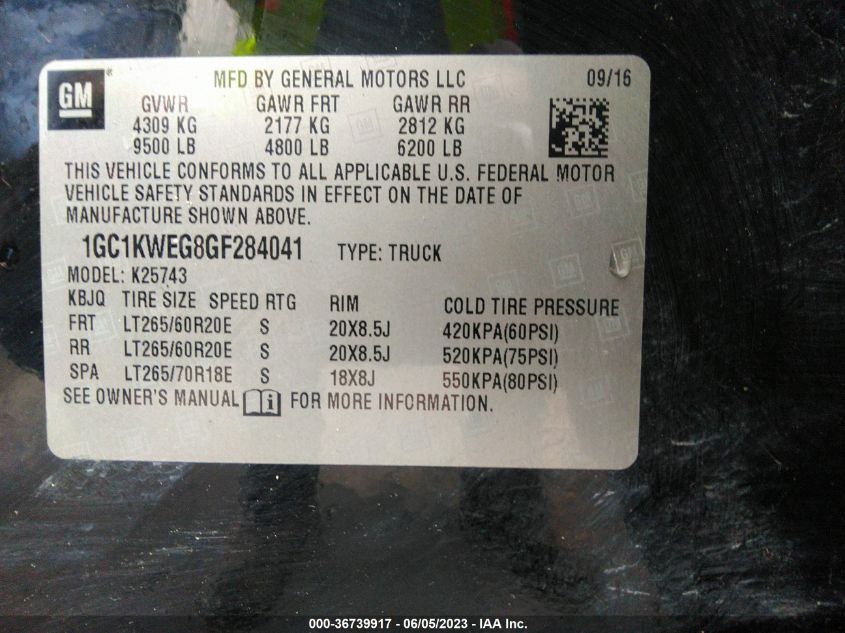 GM ® MFD BY GENERAL MOTORS LLC 09/16
GVWR GAWR FRT GAWR RR
4309 KG 2177 KG 2812 KG
9500 LB 4800 LB 6200 LB
THIS VEHICLE CONFORMS TO ALL APPLICABLE U.S. FEDERAL MOTOR
VEHICLE SAFETY STANDARDS IN EFFECT ON THE DATE OF
MANUFACTURE SHOWN ABOVE.
1GC1KWEG8GF284041 TYPE: TRUCK
MODEL: K25743
KBJQ TIRE SIZE SPEED RTG RIM COLD TIRE PRESSURE
FRT LT265/60R20E S 20X8.5J 420KPA(60PSI)
RR LT265/60R20E S 20X8.5J 520KPA(75PSI)
SPA LT265/70R18E S 18X8J 550KPA(80PSI)
SEE OWNER'S MANUAL i FOR MORE INFORMATION.
000-36739917 - 06/05/2023 - IAA Inc.